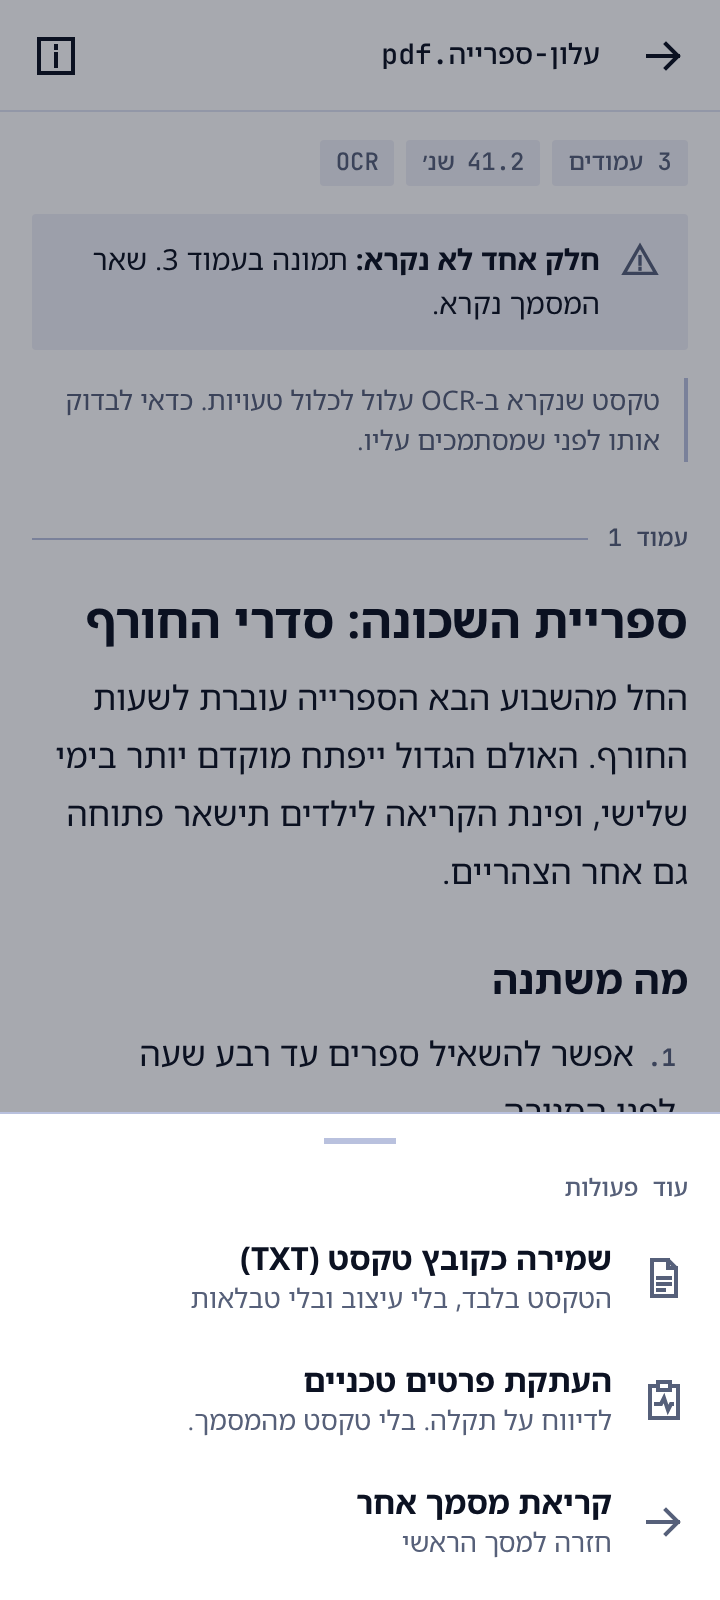 עלון-ספרייה.pdf
3 עמודים
41.2 שנ׳
OCR
חלק אחד לא נקרא: תמונה בעמוד 3. שאר
המסמך נקרא.
טקסט שנקרא ב-OCR עלול לכלול טעויות. כדאי לבדוק
אותו לפני שמסתמכים עליו.
עמוד 1
ספריית השכונה: סדרי החורף
החל מהשבוע הבא הספרייה עוברת לשעות
החורף. האולם הגדול ייפתח מוקדם יותר בימי
שלישי, ופינת הקריאה לילדים תישאר פתוחה
גם אחר הצהריים.
מה משתנה
1. אפשר להשאיל ספרים עד רבע שעה
לפני הסגירה
עוד פעולות
שמירה כקובץ טקסט (TXT)
הטקסט בלבד, בלי עיצוב ובלי טבלאות
העתקת פרטים טכניים
לדיווח על תקלה. בלי טקסט מהמסמך.
קריאת מסמך אחר
חזרה למסך הראשי